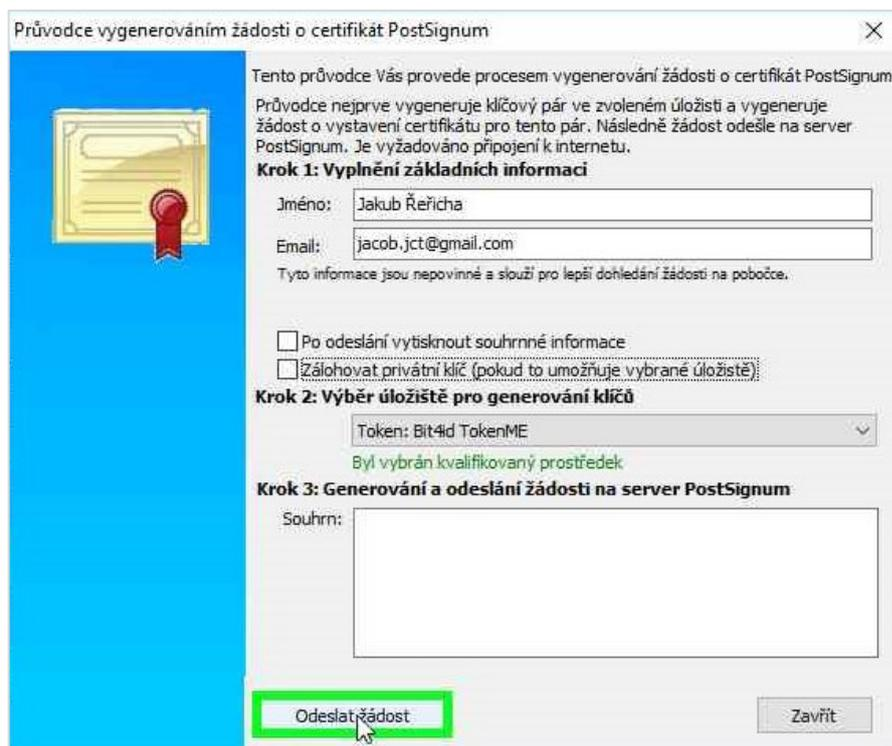 Průvodce vygenerováním žádosti o certifikát PostSignum
Tento průvodce Vás provede procesem vygenerování žádosti o certifikát PostSignum
Průvodce nejprve vygeneruje klíčový pár ve zvoleném úložisti a vygeneruje
žádost o vystavení certifikátu pro tento pár. Následně žádost odešle na server
PostSignum. Je vyžadováno připojení k internetu.
Krok 1: Vyplnění základních informací
Jméno: Jakub Řeřicha
Email: jacob.jct@gmail.com
Tyto informace jsou nepovinné a slouží pro lepší dohledání žádosti na pobočce.
Po odeslání vytisknout souhrnné informace
Zálohovat privátní klíč (pokud to umožňuje vybrané úložistě)
Krok 2: Výběr úložiště pro generování klíčů
Token: Bit4id TokenME
Byl vybrán kvalifikovaný prostředek
Krok 3: Generování a odeslání žádosti na server PostSignum
Souhrn:
Odeslat žádost
Zavřít